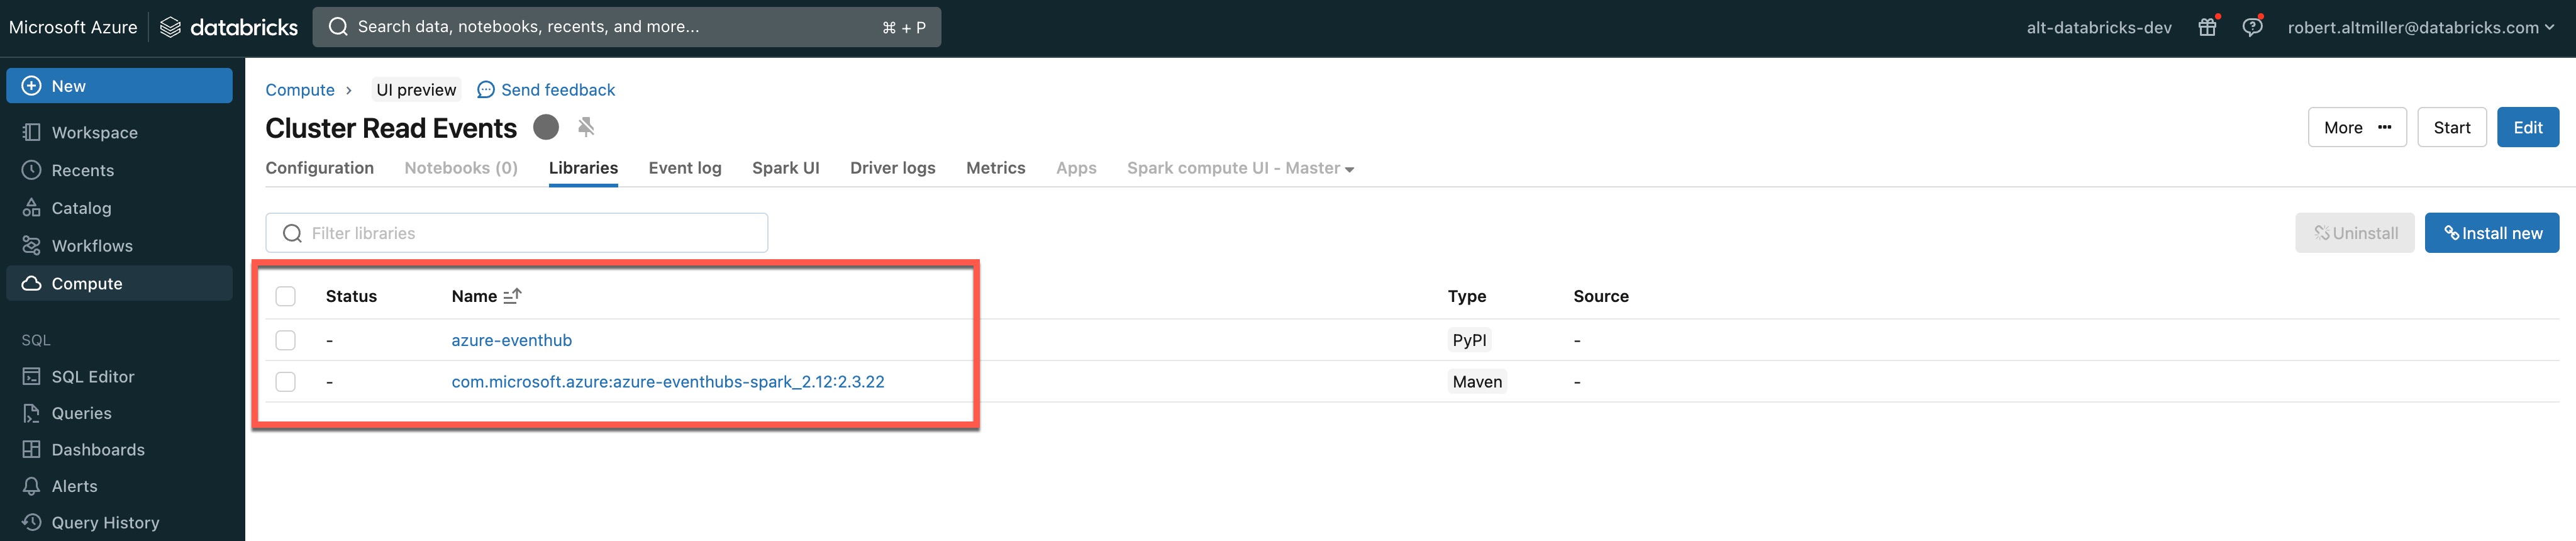 Microsoft Azure databricks Search data, notebooks, recents, and more... ⌘ + P alt-databricks-dev robert.altmiller@databricks.com
New
Workspace
Recents
Catalog
Workflows
Compute
SQL
SQL Editor
Queries
Dashboards
Alerts
Query History
Compute › UI preview Send feedback
Cluster Read Events More ••• Start Edit
Configuration Notebooks (0) Libraries Event log Spark UI Driver logs Metrics Apps Spark compute UI - Master
Filter libraries Uninstall Install new
Status Name Type Source
- azure-eventhub PyPI -
- com.microsoft.azure:azure-eventhubs-spark_2.12:2.3.22 Maven -